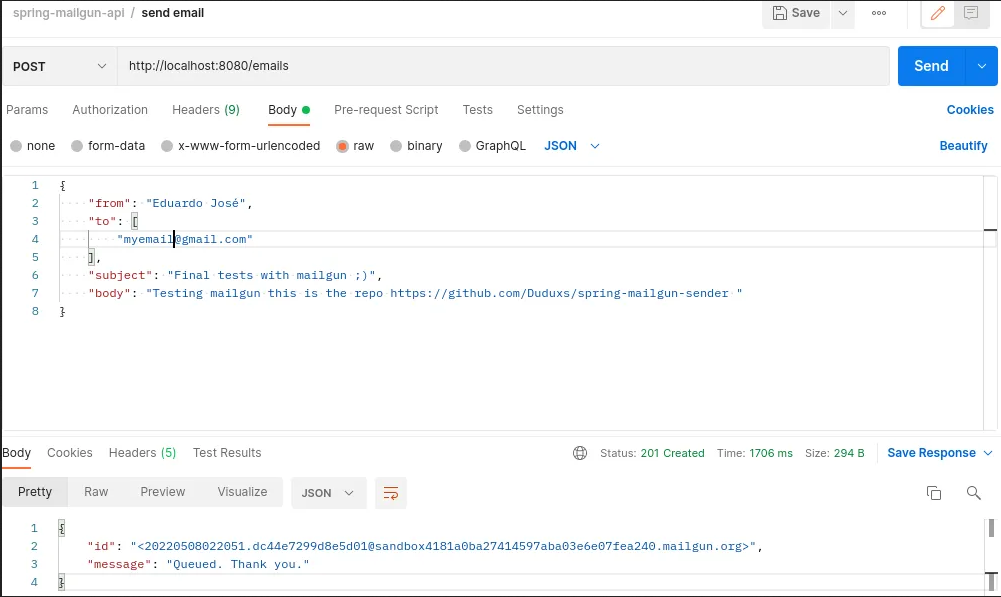 spring-mailgun-api / send email
Save
POST http://localhost:8080/emails Send
Params Authorization Headers (9) Body Pre-request Script Tests Settings Cookies
none form-data x-www-form-urlencoded raw binary GraphQL JSON Beautify
1 {
2 "from": "Eduardo José",
3 "to": [
4 "myemail@gmail.com"
5 ],
6 "subject": "Final tests with mailgun ;)",
7 "body": "Testing mailgun this is the repo https://github.com/Duduxs/spring-mailgun-sender "
8 }
Body Cookies Headers (5) Test Results Status: 201 Created Time: 1706 ms Size: 294 B Save Response
Pretty Raw Preview Visualize JSON
1 {
2 "id": "<20220508022051.dc44e7299d8e5d01@sandbox4181a0ba27414597aba03e6e07fea240.mailgun.org>",
3 "message": "Queued. Thank you."
4 }